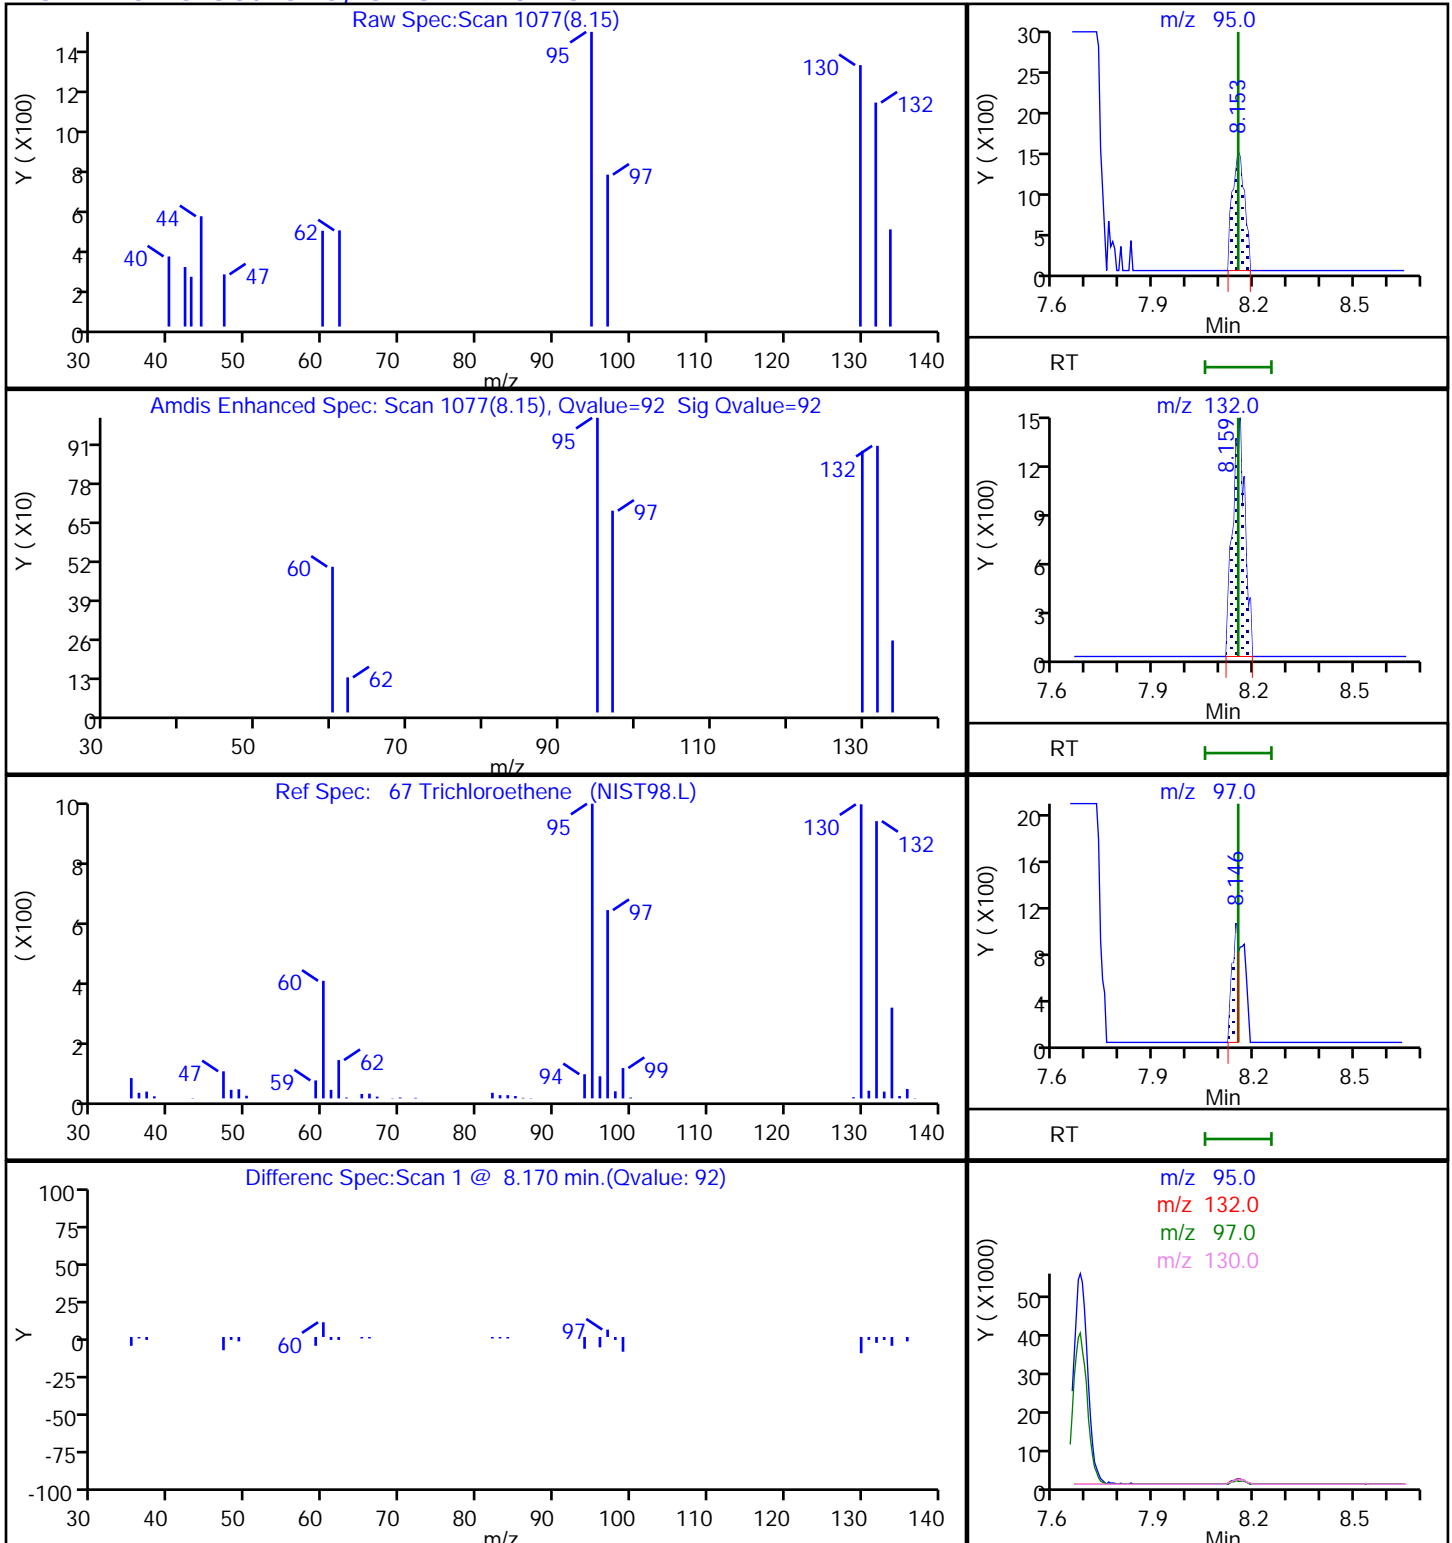 Raw Spec:Scan 1077(8.15)
Y ( X100)
14
12
10
8
6
4
2
0
95
130
132
97
44
62
40
47
30 40 50 60 70 80 90 100 110 120 130 140
m/z
m/z 95.0
Y ( X100)
30
25
20
15
10
5
0
8.153
7.6 7.9 8.2 8.5
Min
RT
Amdis Enhanced Spec: Scan 1077(8.15), Qvalue=92 Sig Qvalue=92
Y ( X10)
91
78
65
52
39
26
13
0
95
132
97
60
62
30 50 70 90 110 130
m/z
m/z 132.0
Y ( X100)
15
12
9
6
3
0
8.159
7.6 7.9 8.2 8.5
Min
RT
Ref Spec: 67 Trichloroethene (NIST98.L)
( X100)
10
8
6
4
2
0
95
130
132
97
60
47
59
62
94
99
30 40 50 60 70 80 90 100 110 120 130 140
m/z 97.0
Y ( X100)
20
16
12
8
4
0
8.146
7.6 7.9 8.2 8.5
Min
RT
Differenc Spec:Scan 1 @ 8.170 min.(Qvalue: 92)
Y
100
75
50
25
0
-25
-50
-75
-100
60
97
30 40 50 60 70 80 90 100 110 120 130 140
m/z
m/z 95.0
m/z 132.0
m/z 97.0
m/z 130.0
Y ( X1000)
50
40
30
20
10
0
7.6 7.9 8.2 8.5
Min